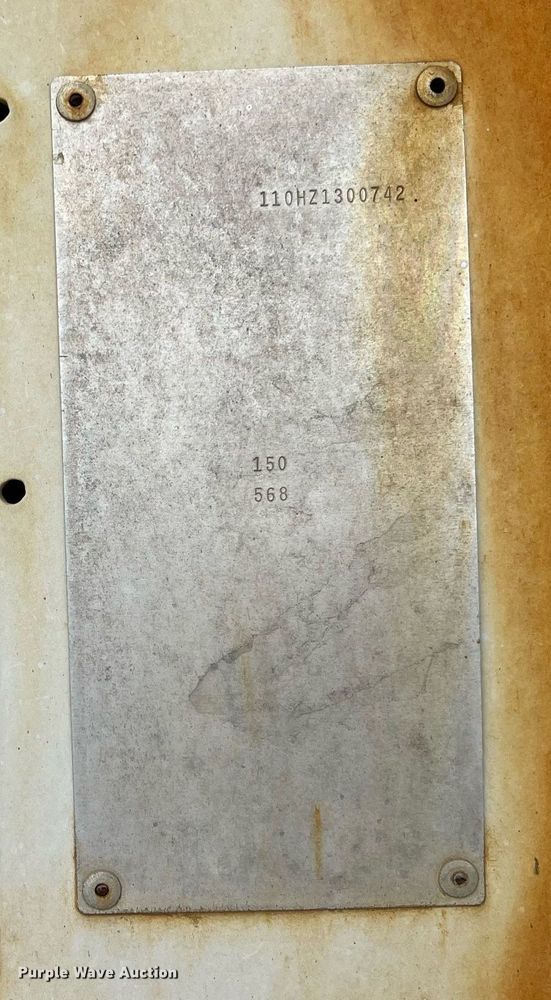 110HZ1300742.
150
568
Purple Wave Auction